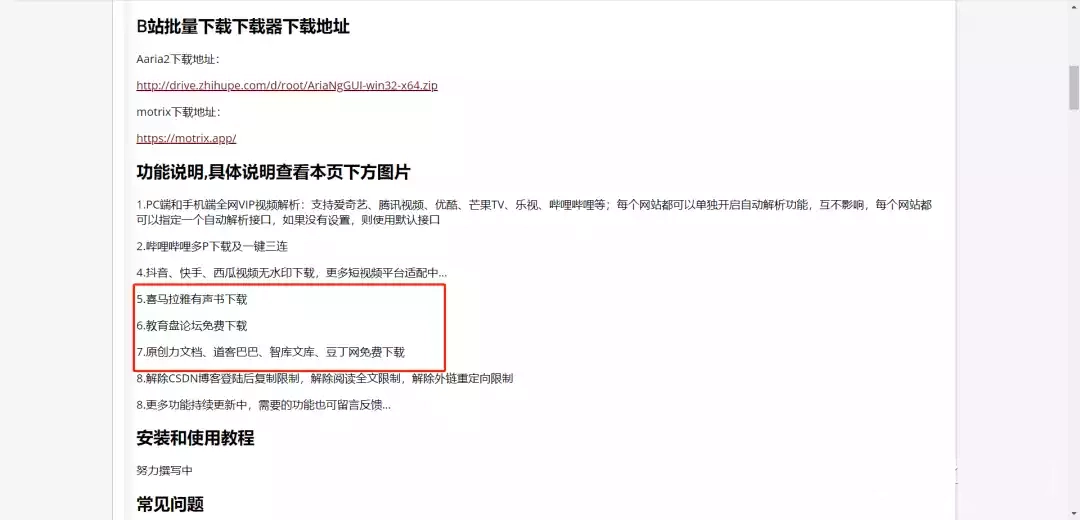 B站批量下载下载器下载地址
Aaria2下载地址：
http://drive.zhihupe.com/d/root/AriaNgGUI-win32-x64.zip
motrix下载地址：
https://motrix.app/
功能说明,具体说明查看本页下方图片
1.PC端和手机端全网VIP视频解析：支持爱奇艺、腾讯视频、优酷、芒果TV、乐视、哔哩哔哩等；每个网站都可以单独开启自动解析功能，互不影响，每个网站都
可以指定一个自动解析接口，如果没有设置，则使用默认接口
2.哔哩哔哩多P下载及一键三连
4.抖音、快手、西瓜视频无水印下载，更多短视频平台适配中...
5.喜马拉雅有声书下载
6.教育盘论坛免费下载
7.原创力文档、道客巴巴、智库文库、豆丁网免费下载
8.解除CSDN博客登陆后复制限制，解除阅读全文限制，解除外链重定向限制
8.更多功能持续更新中，需要的功能也可留言反馈...
安装和使用教程
努力撰写中
常见问题